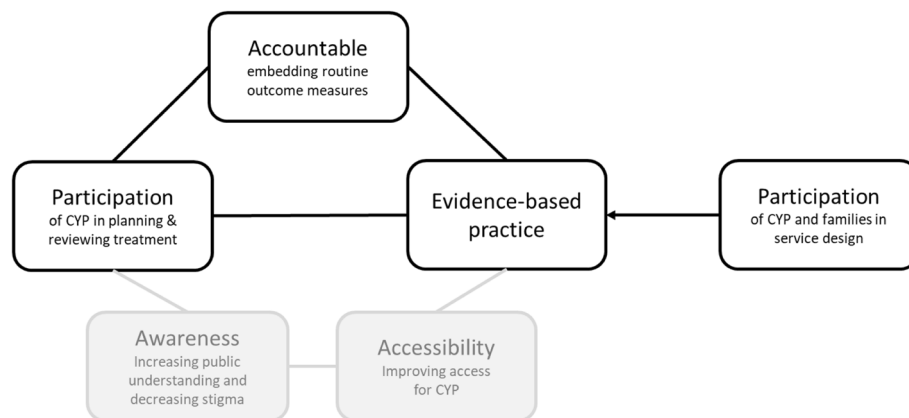 Accountable
embedding routine
outcome measures
Participation
of CYP in planning &
reviewing treatment
Evidence-based
practice
Participation
of CYP and families in
service design
Awareness
Increasing public
understanding and
decreasing stigma
Accessibility
Improving access
for CYP